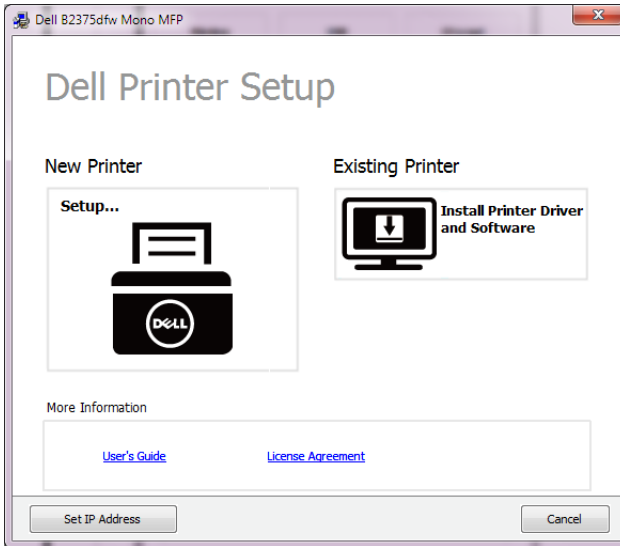 Dell B2375dfw Mono MFP
Dell Printer Setup
New Printer
Existing Printer
Setup...
Install Printer Driver
and Software
DELL
More Information
User's Guide
License Agreement
Set IP Address
Cancel